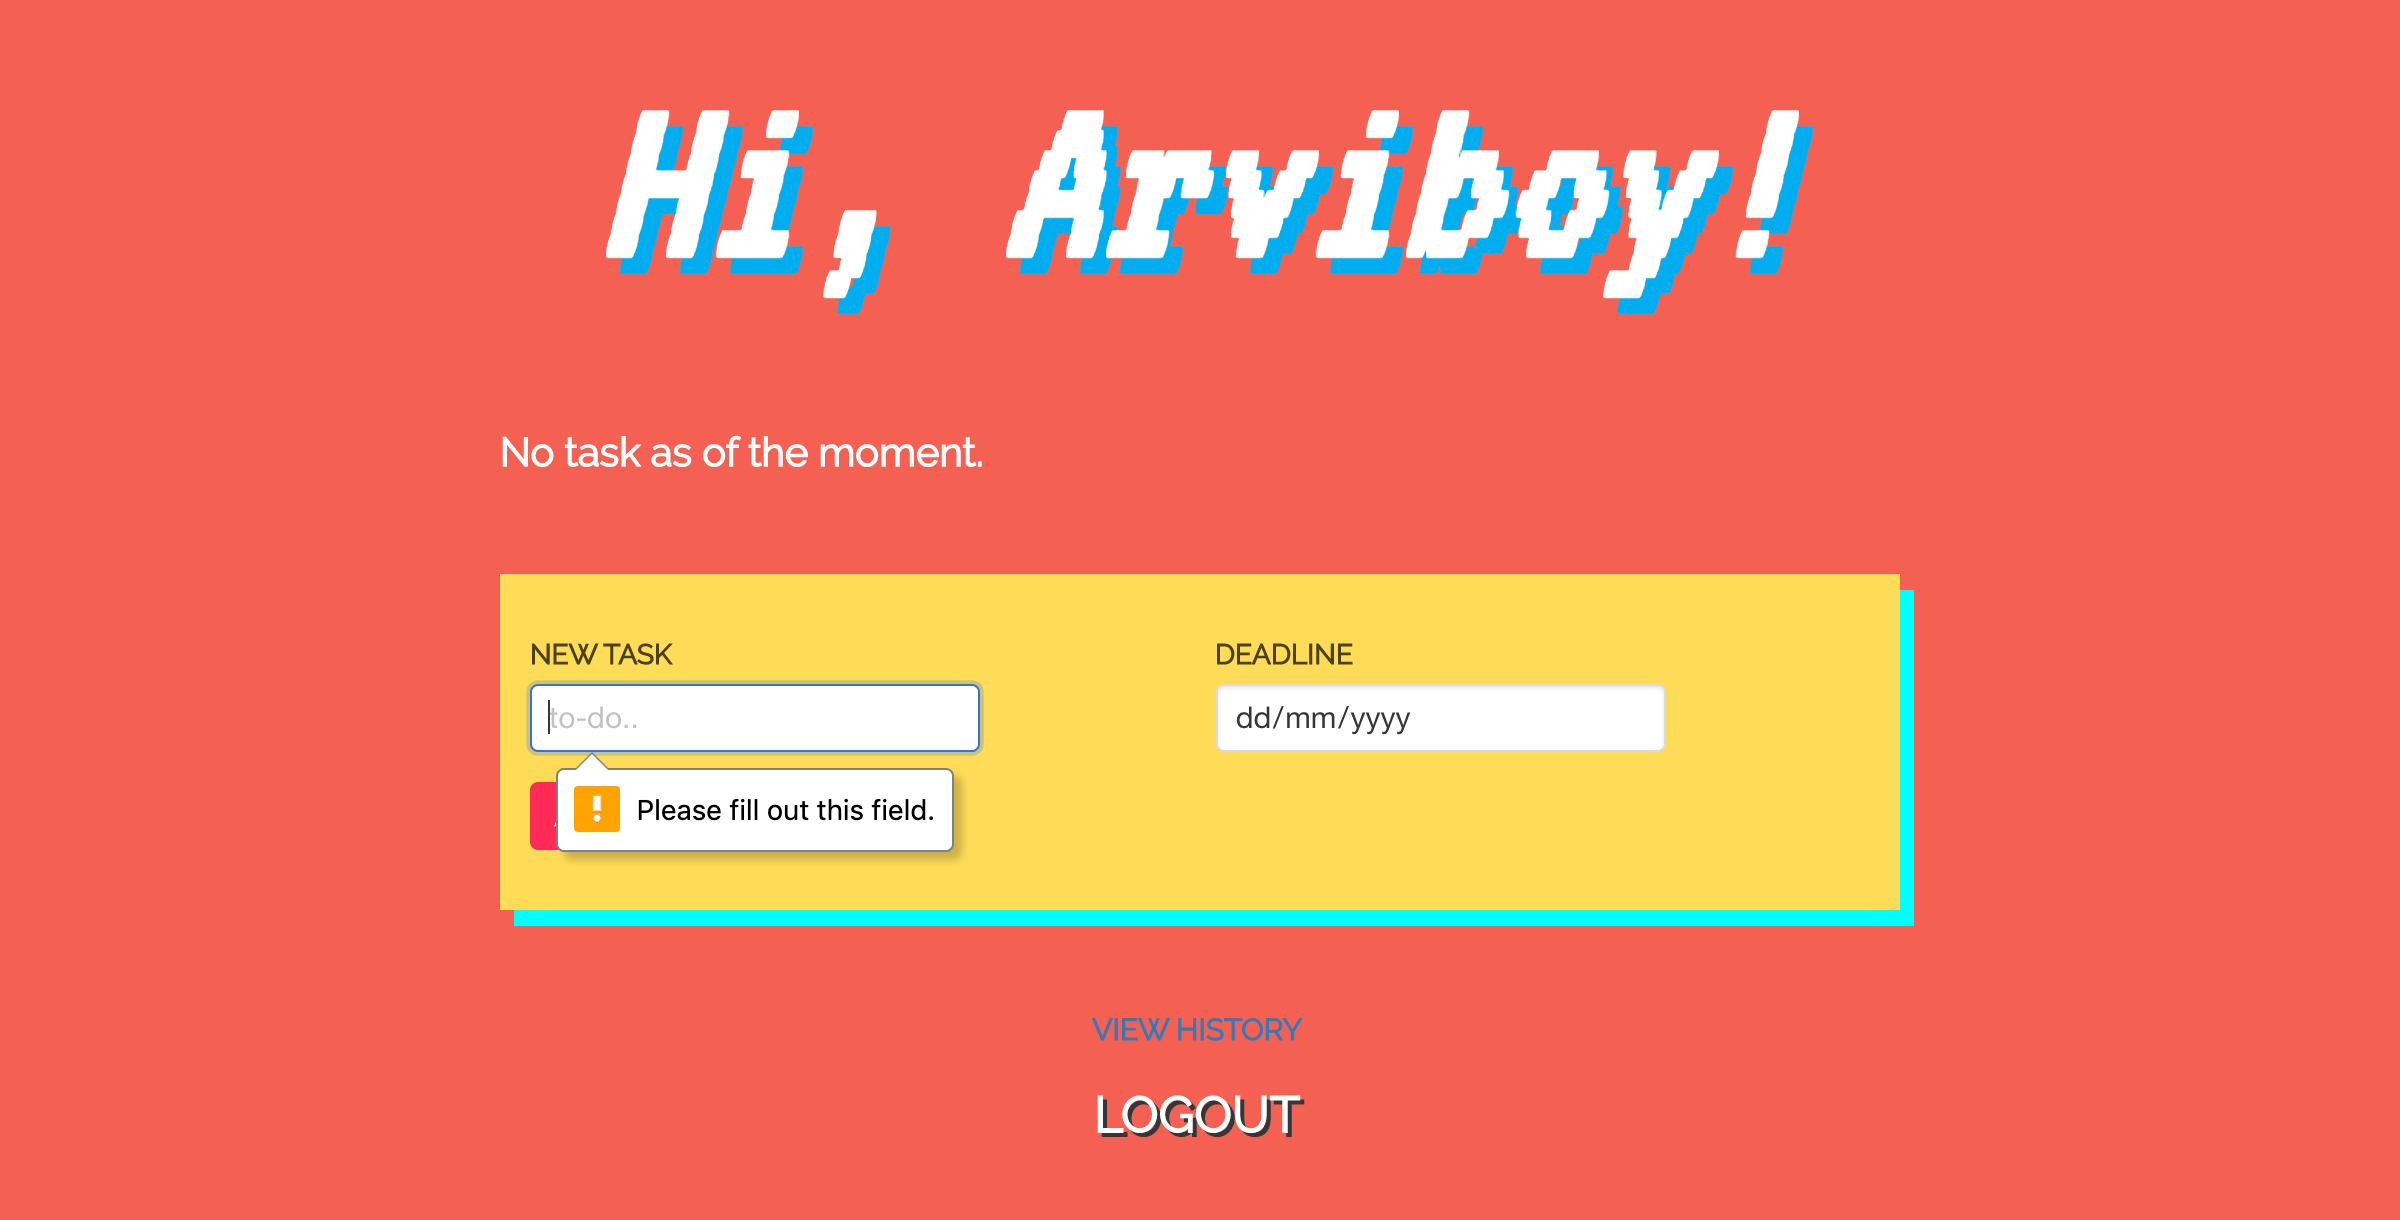 Hi, Arviboy!
No task as of the moment.
NEW TASK
DEADLINE
to-do..
dd/mm/yyyy
Please fill out this field.
VIEW HISTORY
LOGOUT